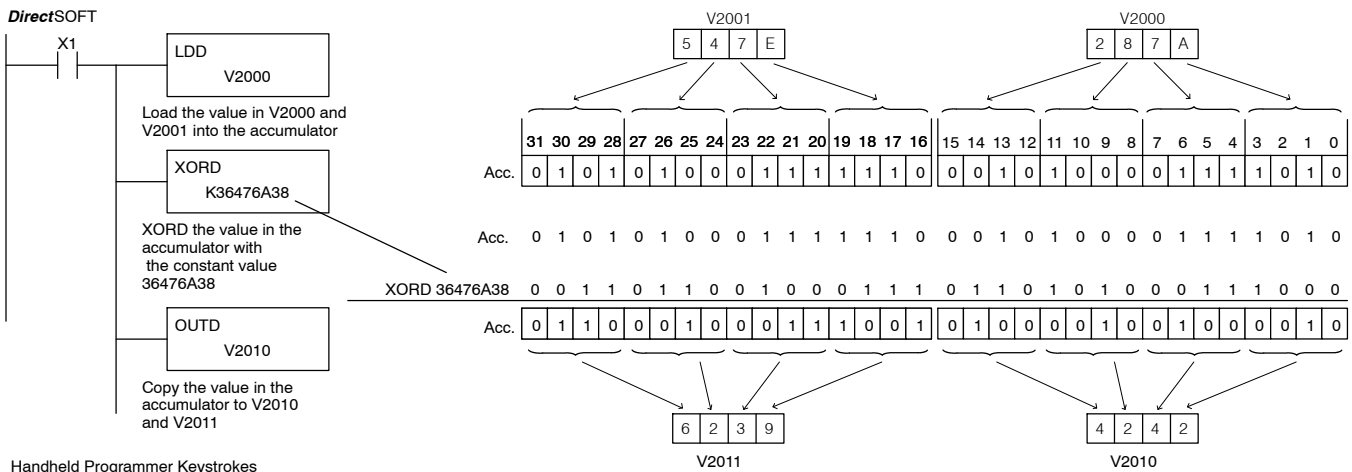 DirectSOFT
X1
LDD
V2000
Load the value in V2000 and
V2001 into the accumulator
XORD
K36476A38
XORD the value in the
accumulator with
the constant value
36476A38
OUTD
V2010
Copy the value in the
accumulator to V2010
and V2011
Handheld Programmer Keystrokes
V2001 V2000
5 4 7 E 2 8 7 A
31 30 29 28 27 26 25 24 23 22 21 20 19 18 17 16 15 14 13 12 11 10 9 8 7 6 5 4 3 2 1 0
Acc. 0 1 0 1 0 1 0 0 0 1 1 1 1 1 1 0 0 0 1 0 1 0 0 0 0 1 1 1 1 0 1 0
Acc. 0 1 0 1 0 1 0 0 0 1 1 1 1 1 1 0 0 0 1 0 1 0 0 0 0 1 1 1 1 0 1 0
XORD 36476A38 0 0 1 1 0 1 1 0 0 1 0 0 0 1 1 1 0 1 1 0 1 0 1 0 0 0 1 1 1 0 0 0
Acc. 0 1 1 0 0 0 1 0 0 0 1 1 1 0 0 1 0 1 0 0 0 0 1 0 0 1 0 0 0 0 1 0
6 2 3 9 4 2 4 2
V2011 V2010